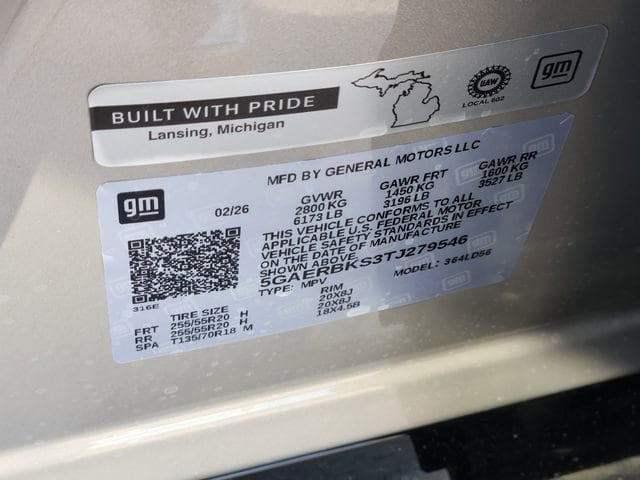 BUILT WITH PRIDE
Lansing, Michigan
UAW
LOCAL 602
gm
gm
MFD BY GENERAL MOTORS LLC
02/26
GVWR GAWR FRT GAWR RR
2800 KG 1450 KG 1600 KG
6173 LB 3196 LB 3527 LB
THIS VEHICLE CONFORMS TO ALL
APPLICABLE U.S. FEDERAL MOTOR
VEHICLE SAFETY STANDARDS IN EFFECT
ON THE DATE OF MANUFACTURE
SHOWN ABOVE
5GAERBKS3TJ279546
TYPE: MPV MODEL: 364LD56
316E
TIRE SIZE RIM
FRT 255/55R20 H 20X8J
RR 255/55R20 H 20X8J
SPA T135/70R18 M 18X4.5B